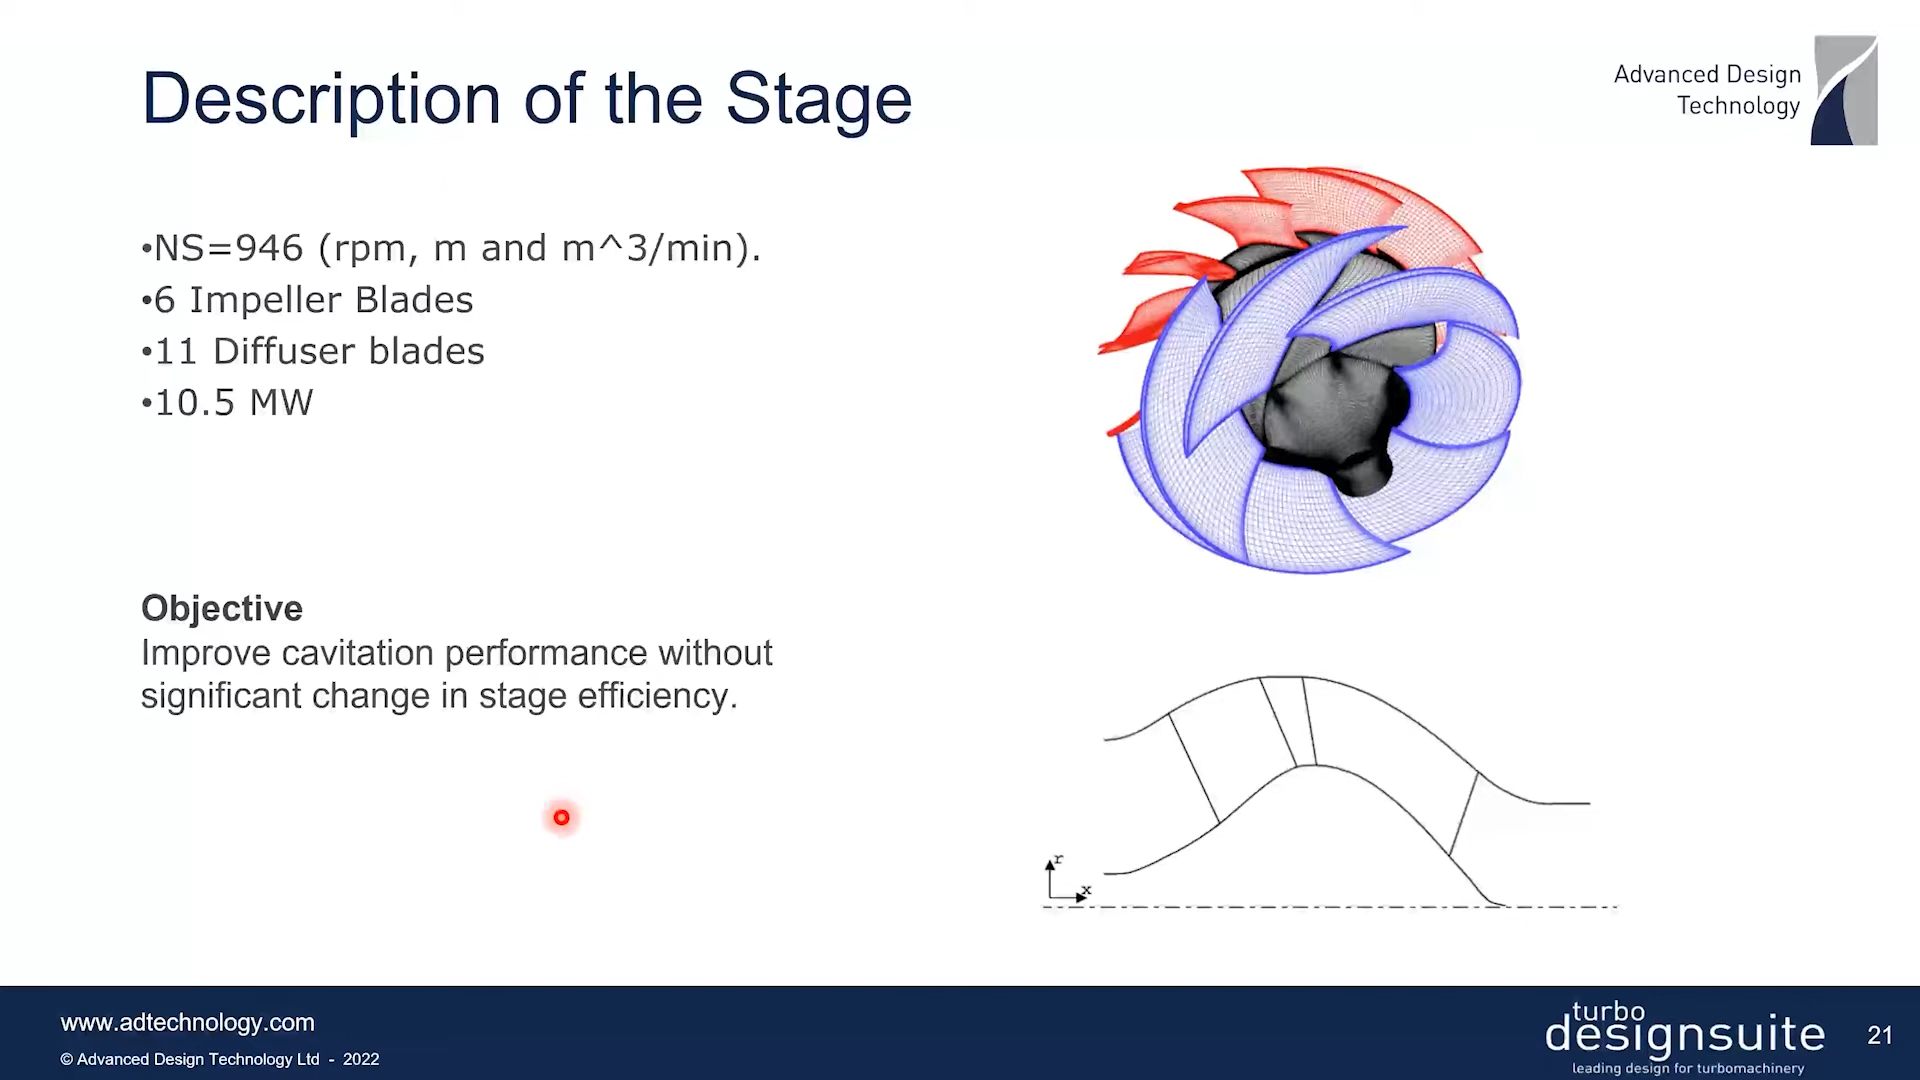 Description of the Stage
Advanced Design
Technology
•NS=946 (rpm, m and m^3/min).
•6 Impeller Blades
•11 Diffuser blades
•10.5 MW
Objective
Improve cavitation performance without
significant change in stage efficiency.
r
x
www.adtechnology.com
© Advanced Design Technology Ltd - 2022
turbo
designsuite
leading design for turbomachinery
21